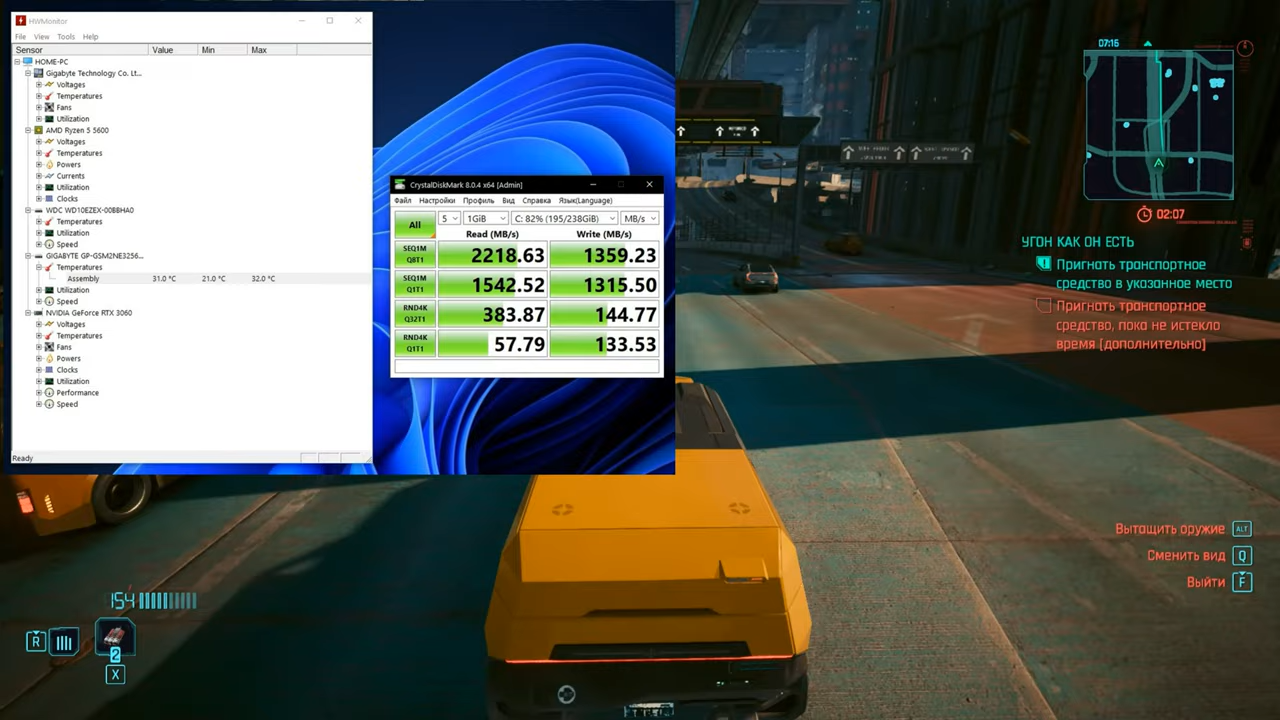 HWMonitor
File View Tools Help
Sensor Value Min Max
HOME-PC
Gigabyte Technology Co. Lt...
Voltages
Temperatures
Fans
Utilization
AMD Ryzen 5 5600
Voltages
Temperatures
Powers
Currents
Utilization
Clocks
WDC WD10EZEX-00BBHA0
Temperatures
Utilization
Speed
GIGABYTE GP-GSM2NE3256...
Temperatures
Assembly 31.0 °C 21.0 °C 32.0 °C
Utilization
Speed
NVIDIA GeForce RTX 3060
Voltages
Temperatures
Fans
Powers
Clocks
Utilization
Performance
Speed
Ready
CrystalDiskMark 8.0.4 x64 [Admin]
Файл Настройки Профиль Вид Справка Язык(Language)
All 5 1GiB C: 82% (195/238GiB) MB/s
Read (MB/s) Write (MB/s)
SEQ1M Q8T1 2218.63 1359.23
SEQ1M Q1T1 1542.52 1315.50
RND4K Q32T1 383.87 144.77
RND4K Q1T1 57.79 133.53
07:16
02:07
УГОН КАК ОН ЕСТЬ
Пригнать транспортное
средство в указанное место
Пригнать транспортное
средство, пока не истекло
время [дополнительно]
Вытащить оружие ALT
Сменить вид Q
Выйти F
154
R
2
X